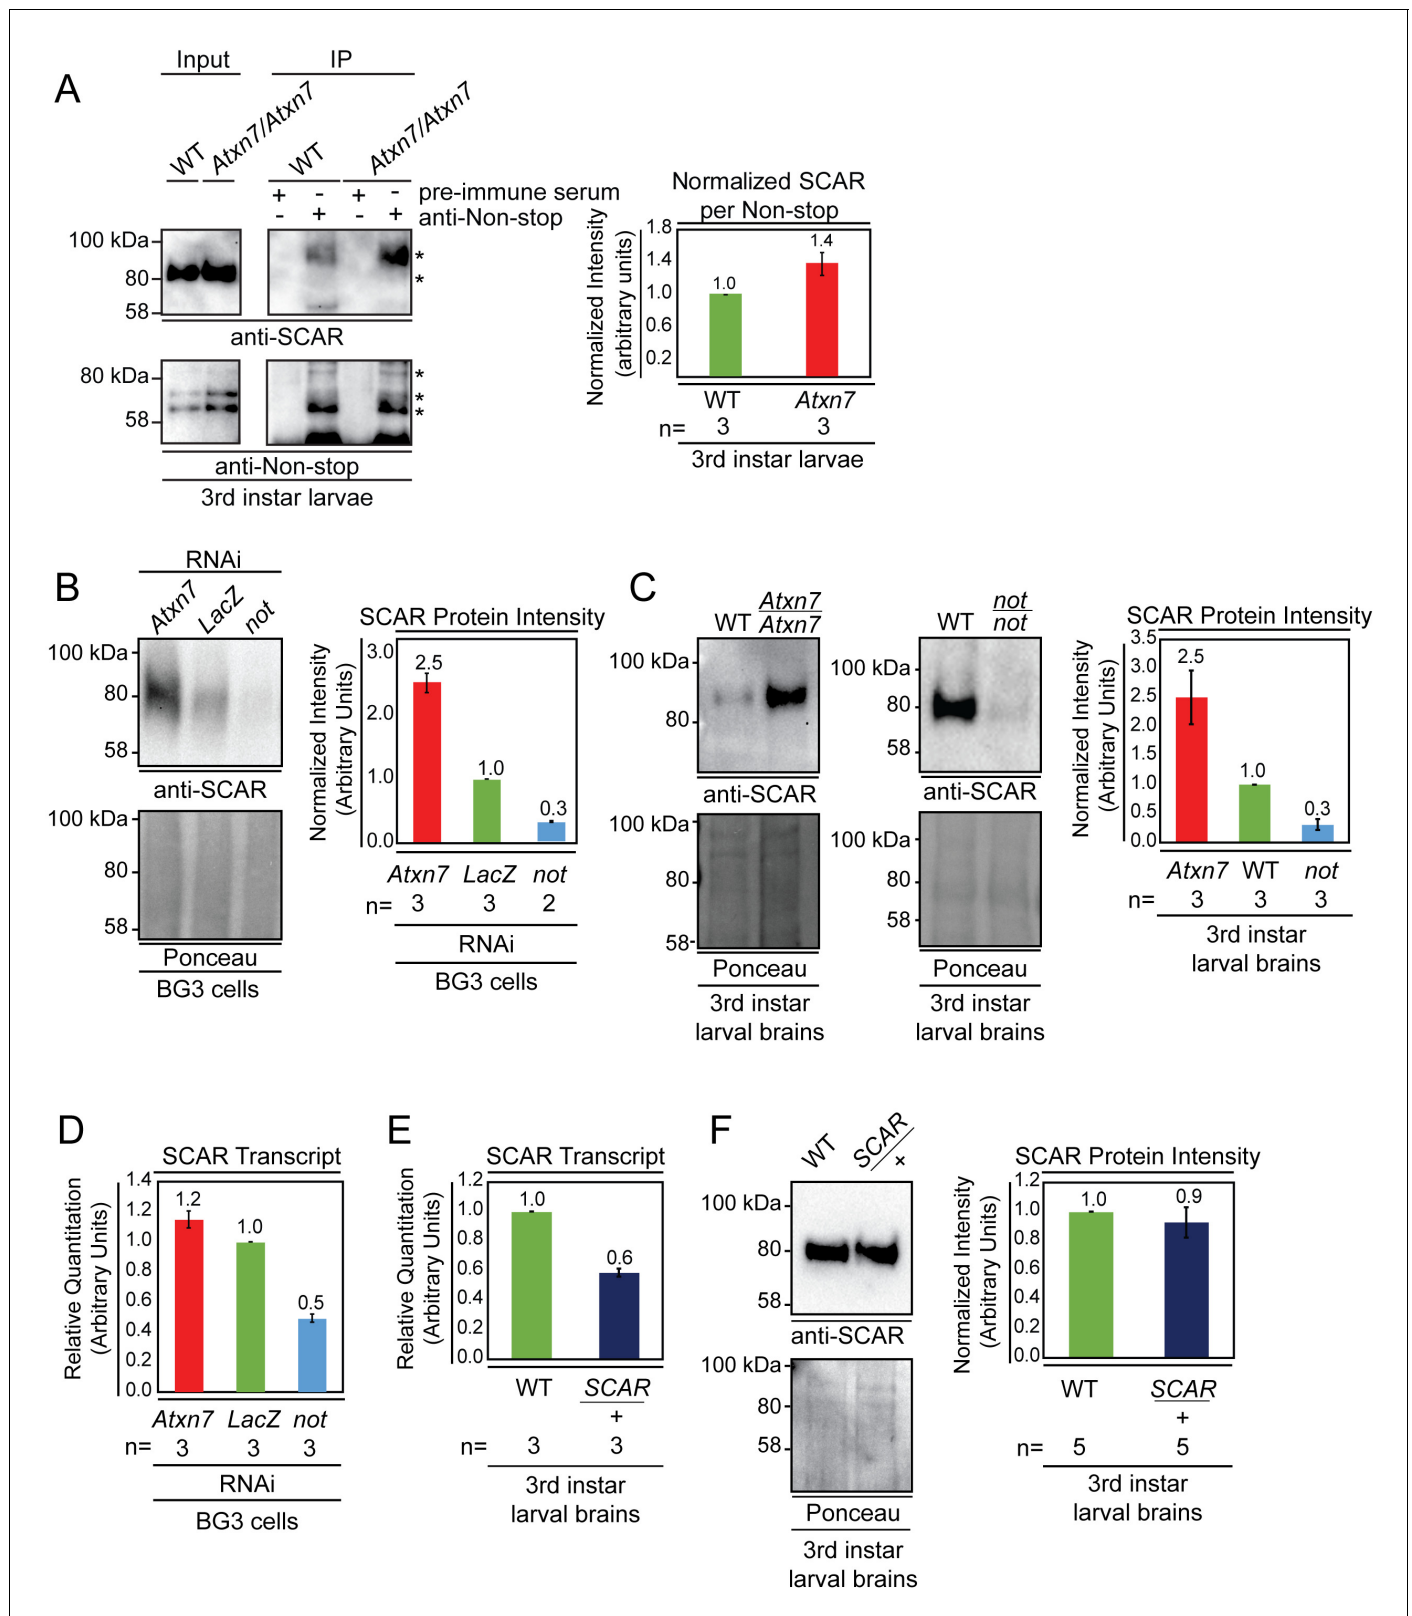 A
Input
IP
WT
Atxn7/Atxn7
WT
Atxn7/Atxn7
+ - + - pre-immune serum
- + - + anti-Non-stop
100 kDa
80
58
*
*
anti-SCAR
80 kDa
58
*
*
*
anti-Non-stop
3rd instar larvae
Normalized SCAR
per Non-stop
Normalized Intensity
(arbitrary units)
1.8
1.4
1.0
0.6
0.2
1.0
1.4
WT Atxn7
n= 3 3
3rd instar larvae
B
RNAi
Atxn7 LacZ not
100 kDa
80
58
anti-SCAR
100 kDa
80
58
Ponceau
BG3 cells
SCAR Protein Intensity
Normalized Intensity
(Arbitrary Units)
3.0
2.0
1.0
0.0
2.5
1.0
0.3
Atxn7 LacZ not
n= 3 3 2
RNAi
BG3 cells
C
WT
Atxn7
Atxn7
100 kDa
80
anti-SCAR
100 kDa
80
58
Ponceau
3rd instar
larval brains
WT
not
not
100 kDa
80
58
anti-SCAR
100 kDa
80
58
Ponceau
3rd instar
larval brains
SCAR Protein Intensity
Normalized Intensity
(Arbitrary Units)
3.5
3.0
2.5
2.0
1.5
1.0
0.5
0.0
2.5
1.0
0.3
Atxn7 WT not
n= 3 3 3
3rd instar
larval brains
D
SCAR Transcript
Relative Quantitation
(Arbitrary Units)
1.4
1.2
1.0
0.6
0.4
0.2
0.0
1.2
1.0
0.5
Atxn7 LacZ not
n= 3 3 3
RNAi
BG3 cells
E
SCAR Transcript
Relative Quantitation
(Arbitrary Units)
1.2
1.0
0.8
0.6
0.4
0.2
0.0
1.0
0.6
WT
SCAR
+
n= 3 3
3rd instar
larval brains
F
WT
SCAR
+
100 kDa
80
58
anti-SCAR
100 kDa
80
58
Ponceau
3rd instar
larval brains
SCAR Protein Intensity
Normalized Intensity
(Arbitrary Units)
1.2
1.0
0.8
0.6
0.4
0.2
0.0
1.0
0.9
WT
SCAR
+
n= 5 5
3rd instar
larval brains